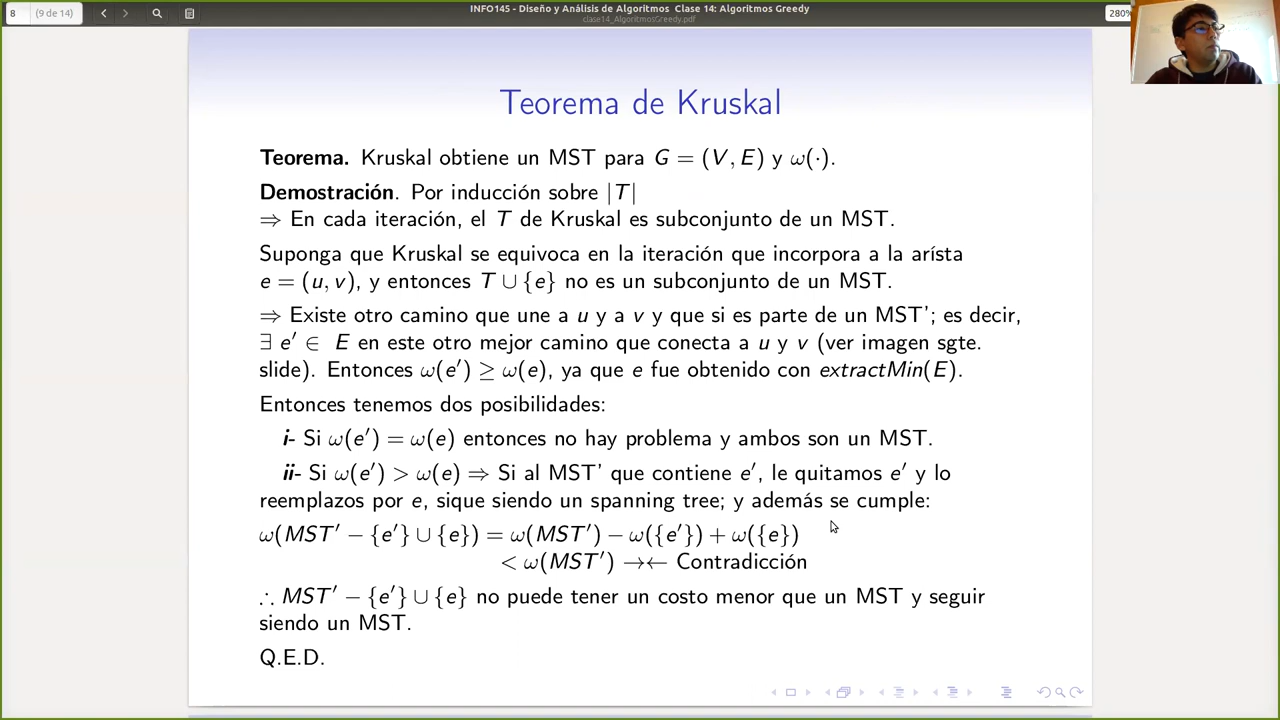 8
(9 de 14)
INFO145 - Diseño y Análisis de Algoritmos Clase 14: Algoritmos Greedy
clase14_AlgoritmosGreedy.pdf
280%
Teorema de Kruskal
Teorema. Kruskal obtiene un MST para G = (V, E) y ω(·).
Demostración. Por inducción sobre |T|
⇒ En cada iteración, el T de Kruskal es subconjunto de un MST.
Suponga que Kruskal se equivoca en la iteración que incorpora a la arísta
e = (u, v), y entonces T ∪ {e} no es un subconjunto de un MST.
⇒ Existe otro camino que une a u y a v y que si es parte de un MST'; es decir,
∃ e′ ∈ E en este otro mejor camino que conecta a u y v (ver imagen sgte.
slide). Entonces ω(e′) ≥ ω(e), ya que e fue obtenido con extractMin(E).
Entonces tenemos dos posibilidades:
i- Si ω(e′) = ω(e) entonces no hay problema y ambos son un MST.
ii- Si ω(e′) > ω(e) ⇒ Si al MST' que contiene e′, le quitamos e′ y lo
reemplazos por e, sique siendo un spanning tree; y además se cumple:
ω(MST′ − {e′} ∪ {e}) = ω(MST′) − ω({e′}) + ω({e})
< ω(MST′) →← Contradicción
∴ MST′ − {e′} ∪ {e} no puede tener un costo menor que un MST y seguir
siendo un MST.
Q.E.D.